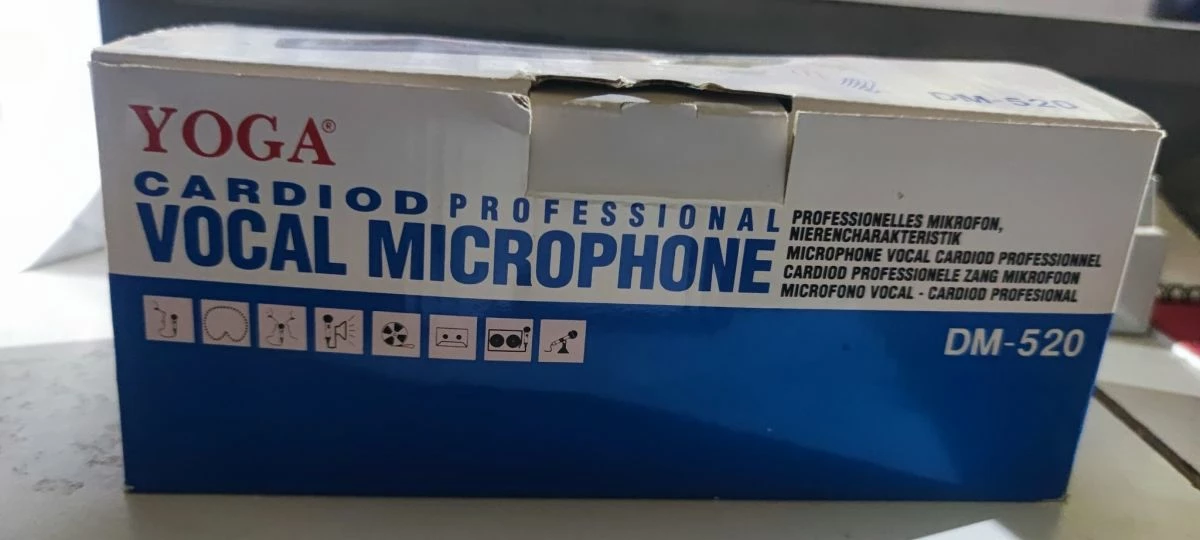 DM-520
YOGA®
CARDIOD PROFESSIONAL
VOCAL MICROPHONE
PROFESSIONELLES MIKROFON,
NIERENCHARAKTERISTIK
MICROPHONE VOCAL CARDIOD PROFESSIONNEL
CARDIOD PROFESSIONELE ZANG MIKROFOON
MICROFONO VOCAL - CARDIOD PROFESIONAL
DM-520